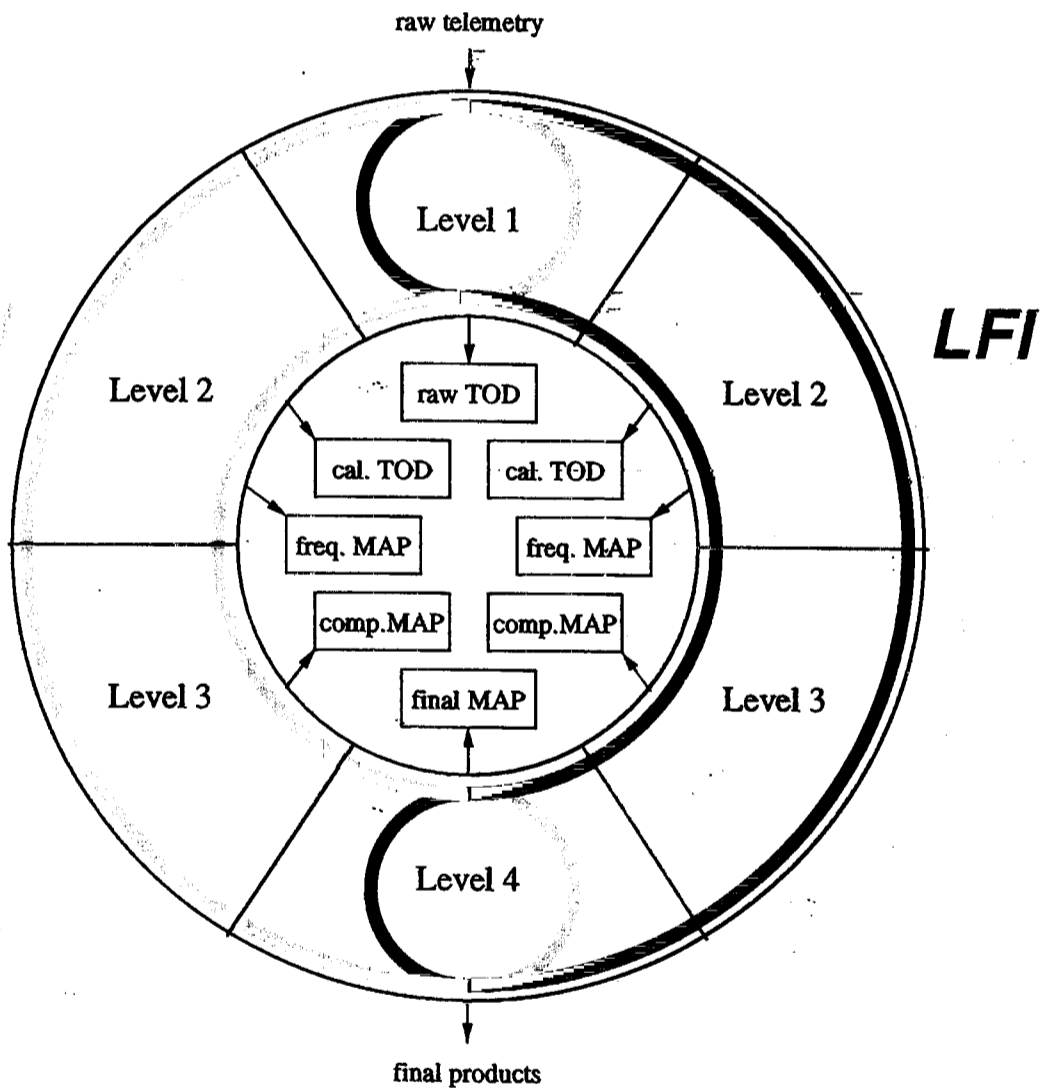 raw telemetry
Level 1
LFI
raw TOD
Level 2
Level 2
cal. TOD
cal. TOD
freq. MAP
freq. MAP
comp.MAP
comp.MAP
Level 3
Level 3
final MAP
Level 4
final products